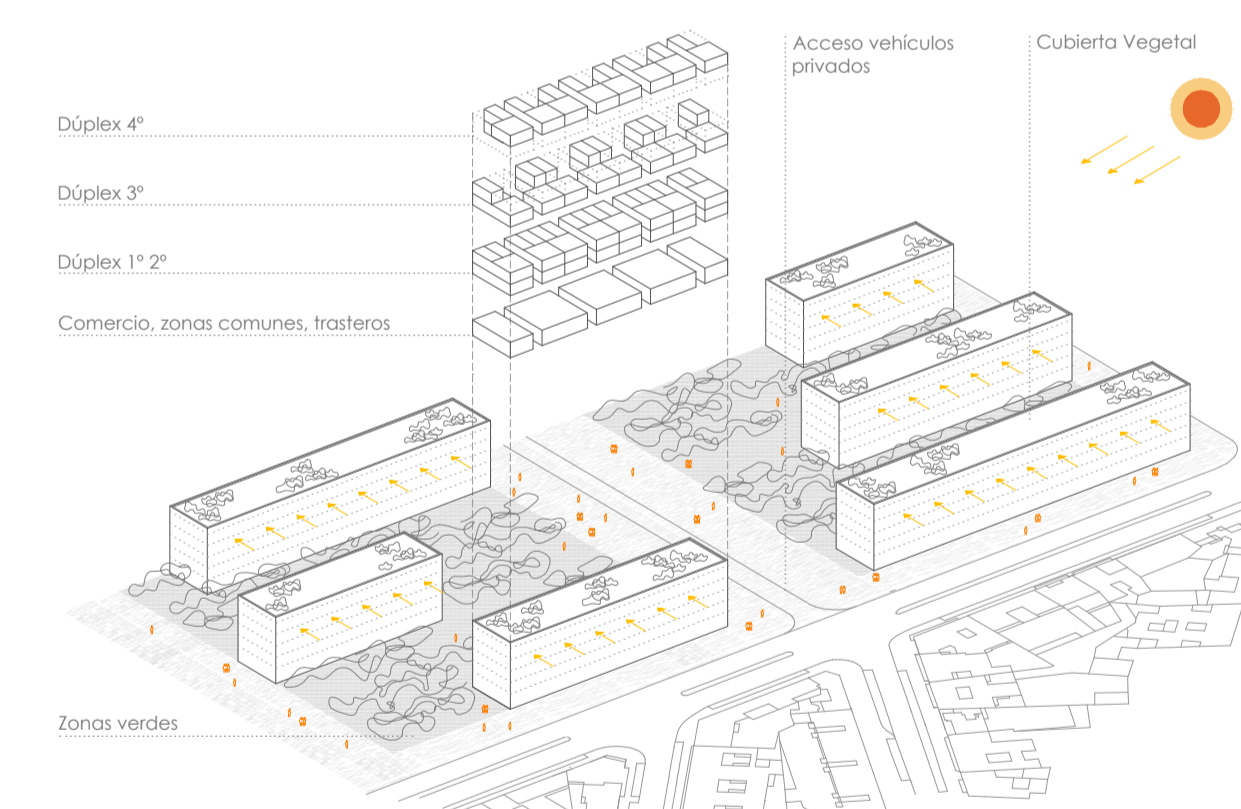 Acceso vehículos
privados
Cubierta Vegetal
Dúplex 4º
Dúplex 3º
Dúplex 1º 2º
Comercio, zonas comunes, trasteros
Zonas verdes